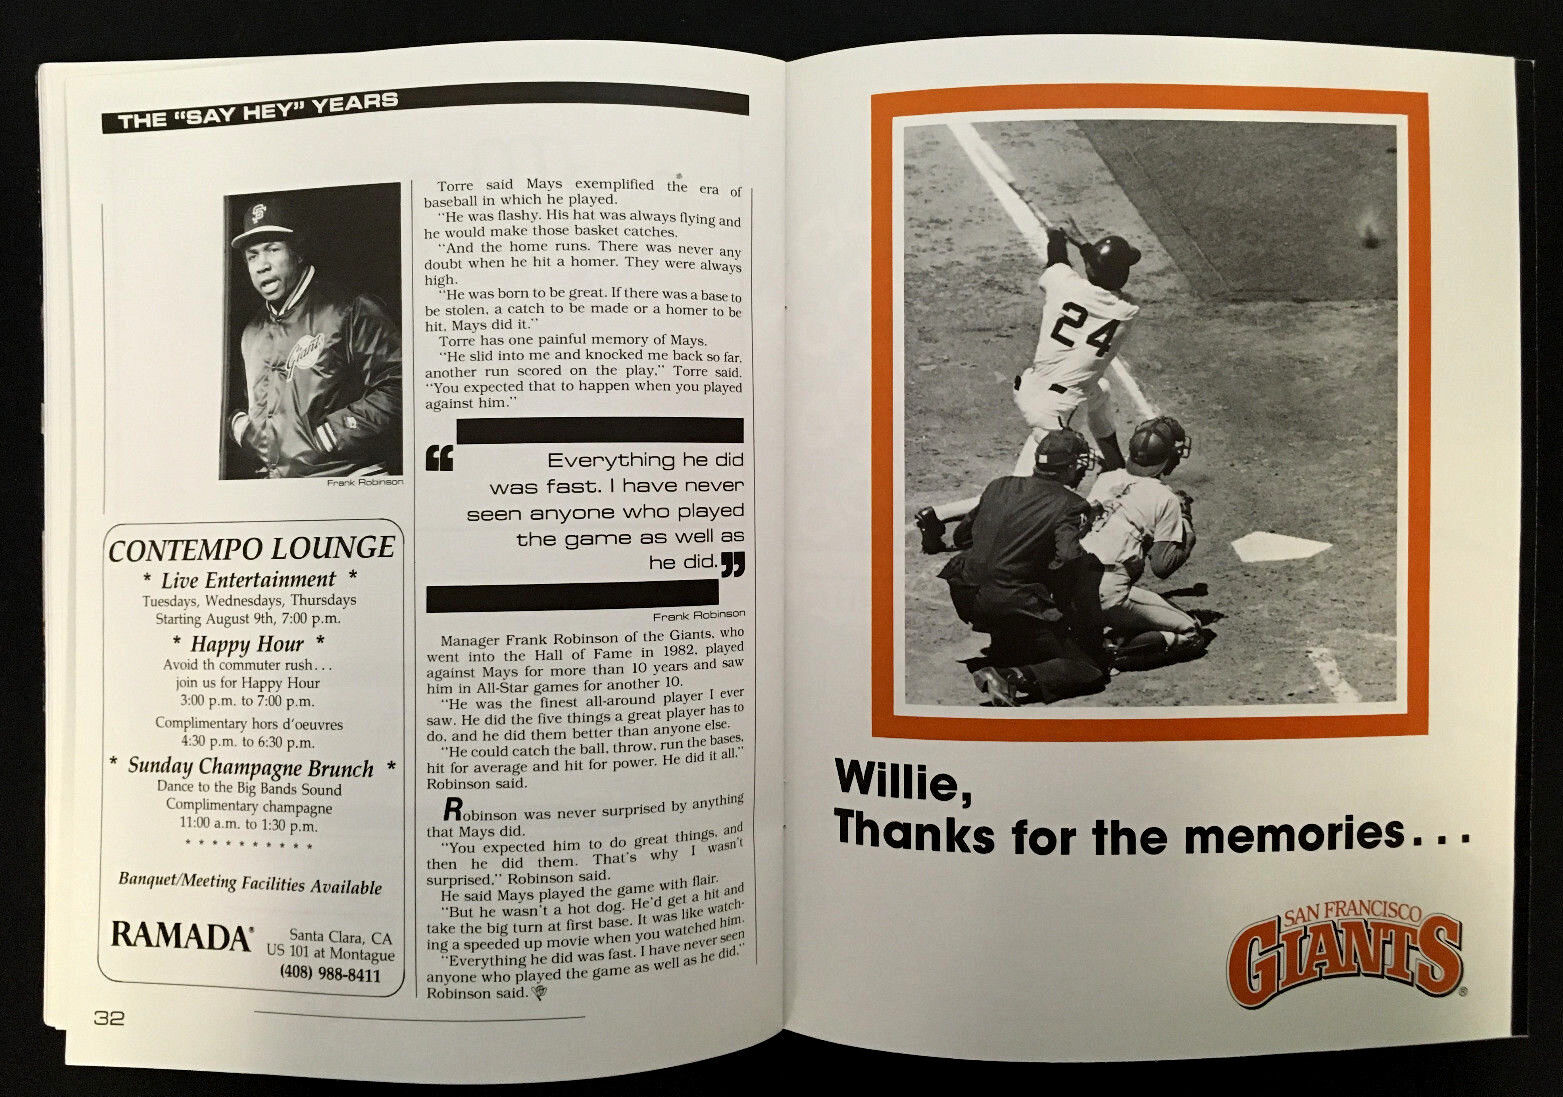 THE "SAY HEY" YEARS
SF
Giants
Frank Robinson
CONTEMPO LOUNGE
* Live Entertainment *
Tuesdays, Wednesdays, Thursdays
Starting August 9th, 7:00 p.m.
* Happy Hour *
Avoid th commuter rush...
join us for Happy Hour
3:00 p.m. to 7:00 p.m.
Complimentary hors d'oeuvres
4:30 p.m. to 6:30 p.m.
* Sunday Champagne Brunch *
Dance to the Big Bands Sound
Complimentary champagne
11:00 a.m. to 1:30 p.m.
* * * * * * * * * *
Banquet/Meeting Facilities Available
RAMADA®
Santa Clara, CA
US 101 at Montague
(408) 988-8411
32
Torre said Mays exemplified the era of
baseball in which he played.
"He was flashy. His hat was always flying and
he would make those basket catches.
"And the home runs. There was never any
doubt when he hit a homer. They were always
high.
"He was born to be great. If there was a base to
be stolen, a catch to be made or a homer to be
hit, Mays did it."
Torre has one painful memory of Mays.
"He slid into me and knocked me back so far,
another run scored on the play," Torre said.
"You expected that to happen when you played
against him."
"Everything he did
was fast. I have never
seen anyone who played
the game as well as
he did."
Frank Robinson
Manager Frank Robinson of the Giants, who
went into the Hall of Fame in 1982, played
against Mays for more than 10 years and saw
him in All-Star games for another 10.
"He was the finest all-around player I ever
saw. He did the five things a great player has to
do, and he did them better than anyone else.
"He could catch the ball, throw, run the bases,
hit for average and hit for power. He did it all,"
Robinson said.
Robinson was never surprised by anything
that Mays did.
"You expected him to do great things, and
then he did them. That's why I wasn't
surprised," Robinson said.
He said Mays played the game with flair.
"But he wasn't a hot dog. He'd get a hit and
take the big turn at first base. It was like watch-
ing a speeded up movie when you watched him.
"Everything he did was fast. I have never seen
anyone who played the game as well as he did,"
Robinson said.
24
Willie,
Thanks for the memories...
SAN FRANCISCO
GIANTS®